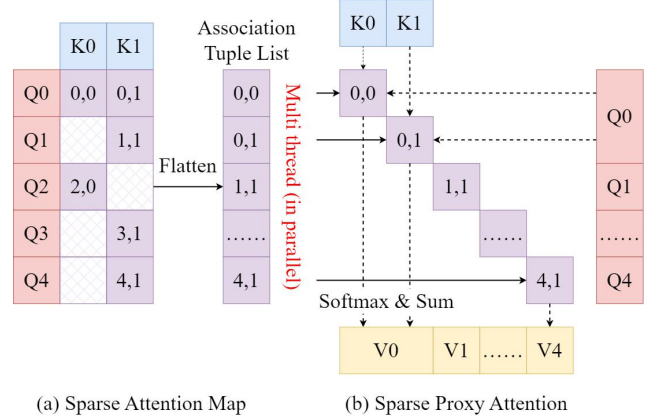 K0 K1
Q0 0,0 0,1
Q1 1,1
Q2 2,0
Q3 3,1
Q4 4,1
(a) Sparse Attention Map
Flatten
Association
Tuple List
0,0
0,1
1,1
……
4,1
Multi thread (in parallel)
K0 K1
0,0
0,1
1,1
……
4,1
Q0
Q1
……
Q4
Softmax & Sum
V0 V1 …… V4
(b) Sparse Proxy Attention